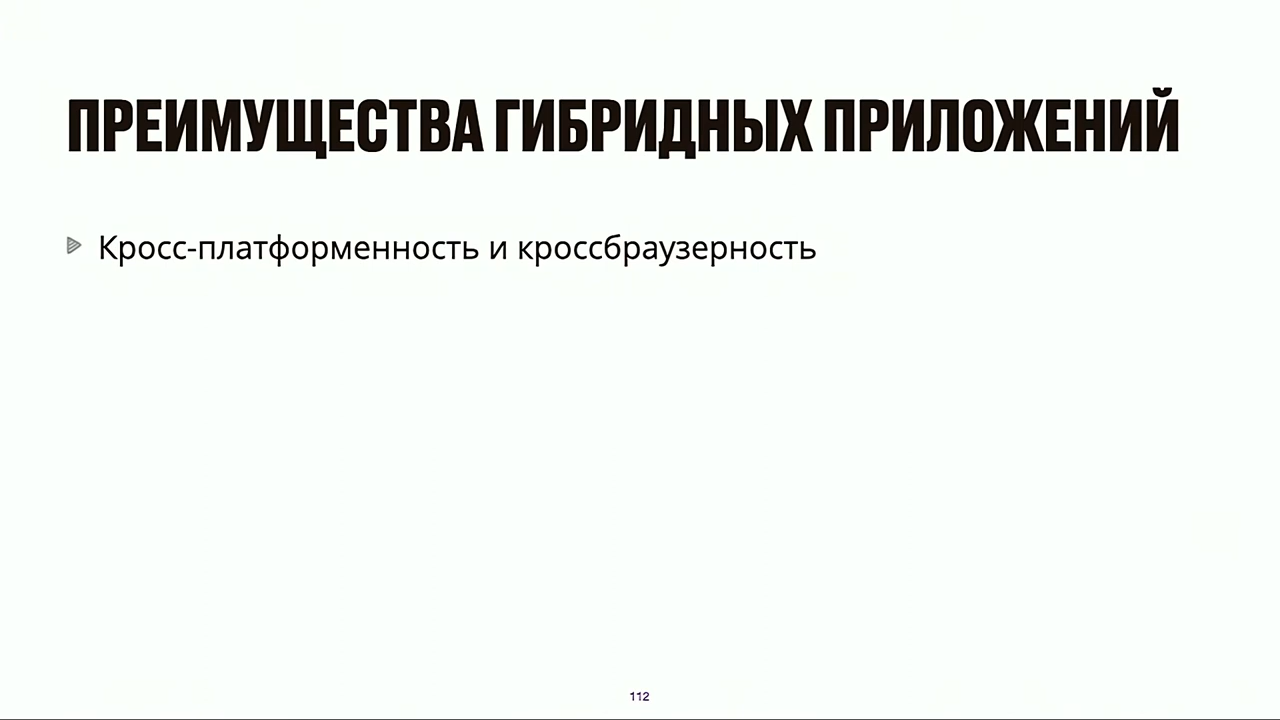 ПРЕИМУЩЕСТВА ГИБРИДНЫХ ПРИЛОЖЕНИЙ
Кросс-платформенность и кроссбраузерность
112